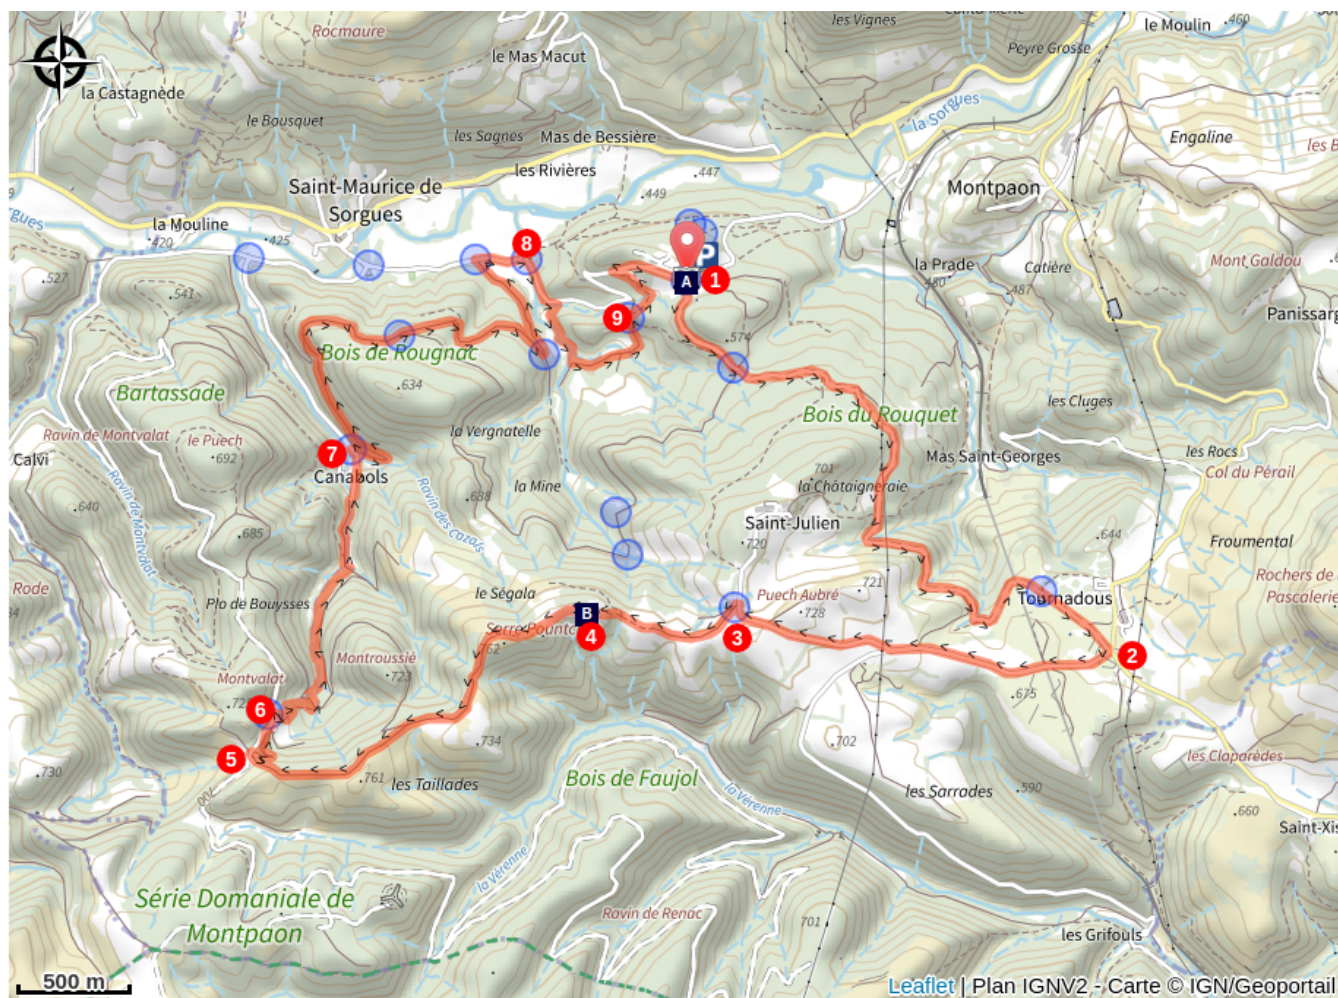 les Vignes
le Moulin
460
Rocmaure
Peyre Grosse
le Mas Macut
la Castagnède
la Sorgues
le Bousquet
les Sagnes
Mas de Bessière
Engaline
les Rivières
447
449
Saint-Maurice de
Sorgues
Montpaon
la Mouline
420
425
8
P
A
1
la Prade
480
Catière
487
Mont Galdou
527
541
9
574
Panissarg
Bois de Rougnac
634
Bartassade
Bois du Rouquet
les Cluges
Ravin de Montvalat
le Puech
692
la Vergnatelle
Calvi
7
Canabols
Mas Saint-Georges
les Rocs
701
Col du Pérail
638
la Mine
la Châtaigneraie
640
Ravin de Montvalat
Ravin des Cazals
685
Saint-Julien
720
644
Froumental
Rode
Plo de Bouysses
le Ségala
721
Puech Aubré
728
Tournadous
Rochers de
Pascalerie
B
4
3
2
752
Montroussié
723
Montvalat
6
675
5
734
702
les Claparèdes
730
761
les Taillades
Bois de Faujol
la Vérenne
les Sarrades
590
700
660
Saint-Xis
la Vérenne
Série Domaniale de
Montpaon
Ravin de Renac
701
les Grifouls
500 m
Leaflet | Plan IGNV2 - Carte © IGN/Geoportail